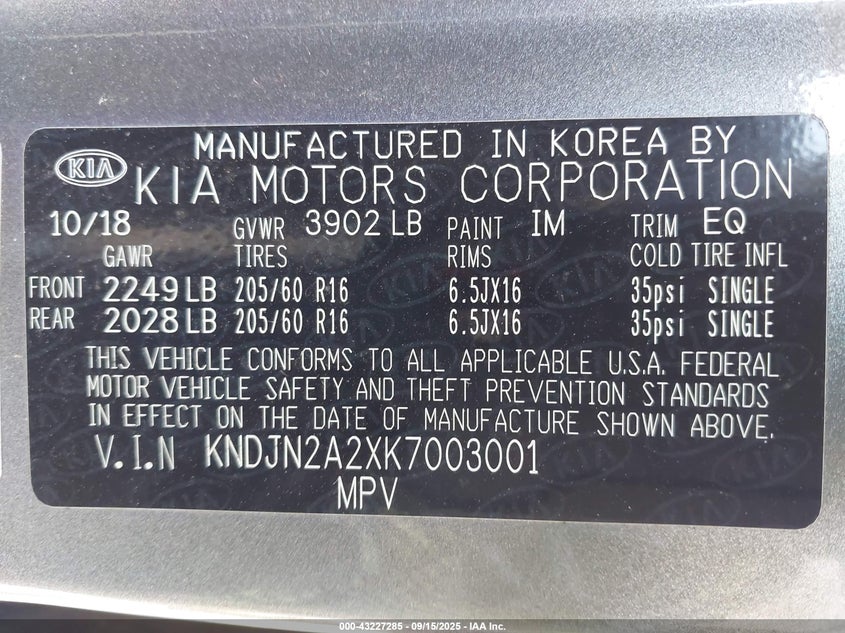 MANUFACTURED IN KOREA BY
KIA KIA MOTORS CORPORATION
10/18 GVWR 3902 LB PAINT IM TRIM EQ
GAWR TIRES RIMS COLD TIRE INFL
FRONT 2249 LB 205/60 R16 6.5JX16 35psi SINGLE
REAR 2028 LB 205/60 R16 6.5JX16 35psi SINGLE
THIS VEHICLE CONFORMS TO ALL APPLICABLE U.S.A. FEDERAL
MOTOR VEHICLE SAFETY AND THEFT PREVENTION STANDARDS
IN EFFECT ON THE DATE OF MANUFACTURE SHOWN ABOVE.
V.I.N KNDJN2A2XK7003001
MPV
000-43227285 - 09/15/2025 - IAA Inc.